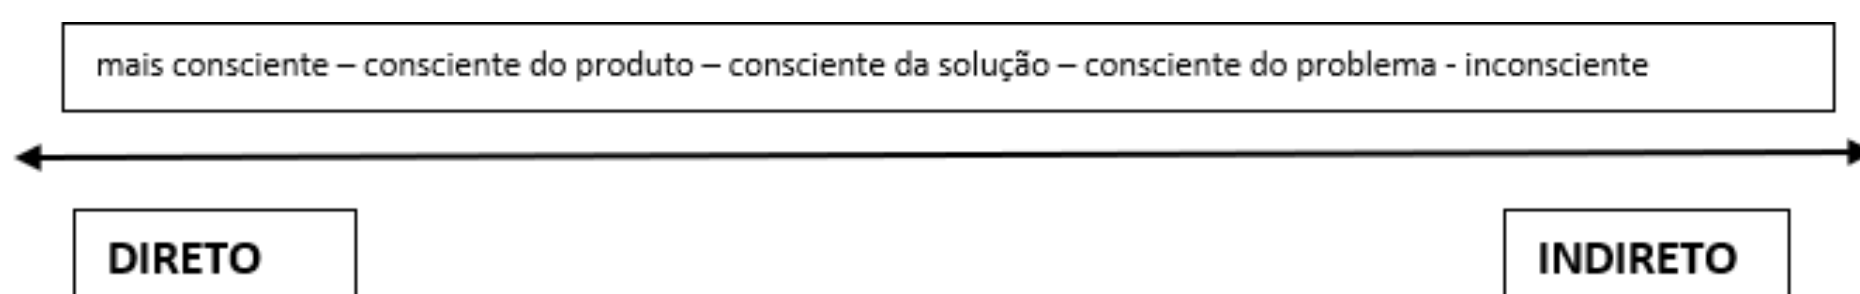 mais consciente – consciente do produto – consciente da solução – consciente do problema - inconsciente
DIRETO
INDIRETO